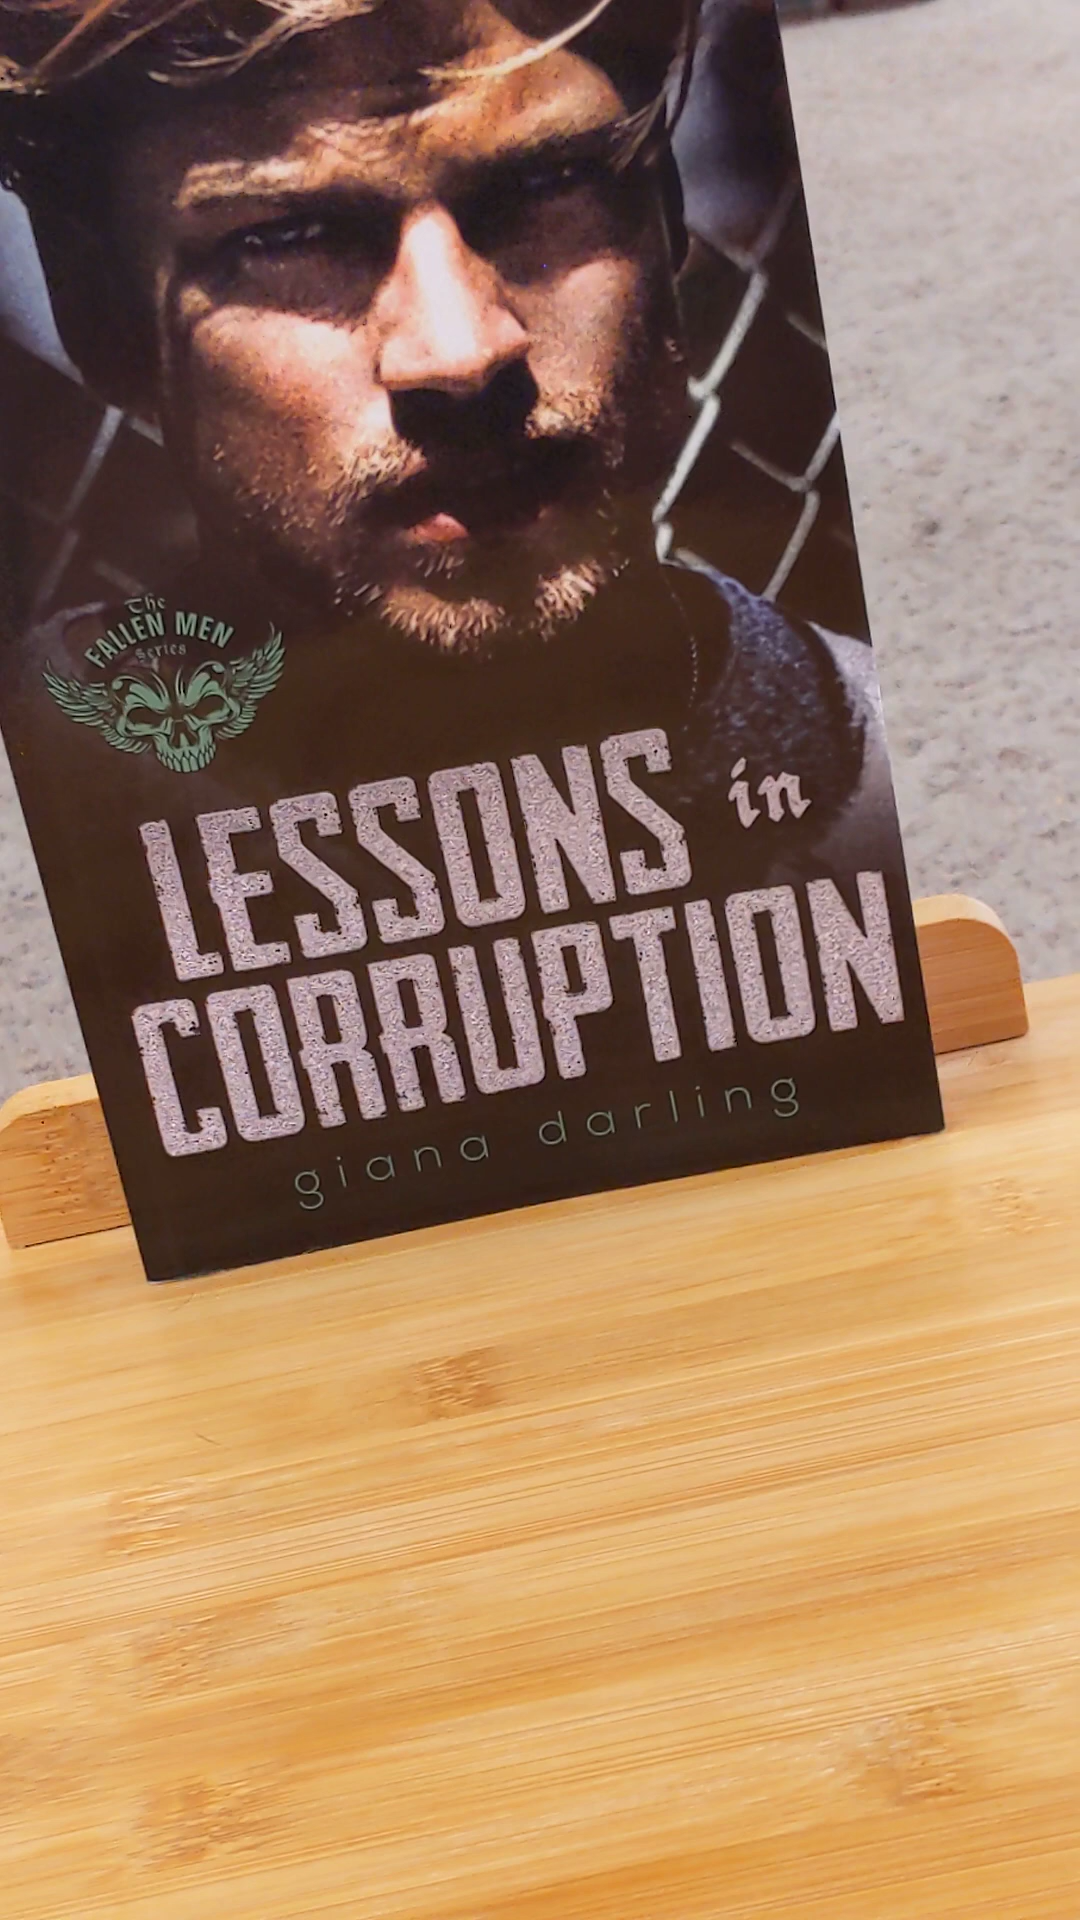 The
FALLEN MEN
series
LESSONS in
CORRUPTION
giana darling